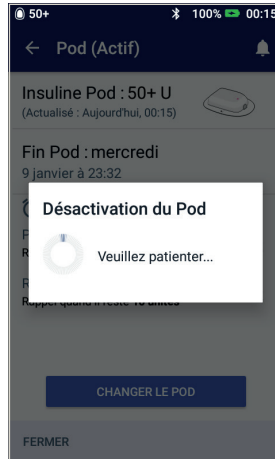 50+ 100% 00:15
Pod (Actif)
Insuline Pod : 50+ U
(Actualisé : Aujourd'hui, 00:15)
Fin Pod : mercredi
9 janvier à 23:32
Désactivation du Pod
Veuillez patienter...
Rappel quand il reste 10 unités
CHANGER LE POD
FERMER